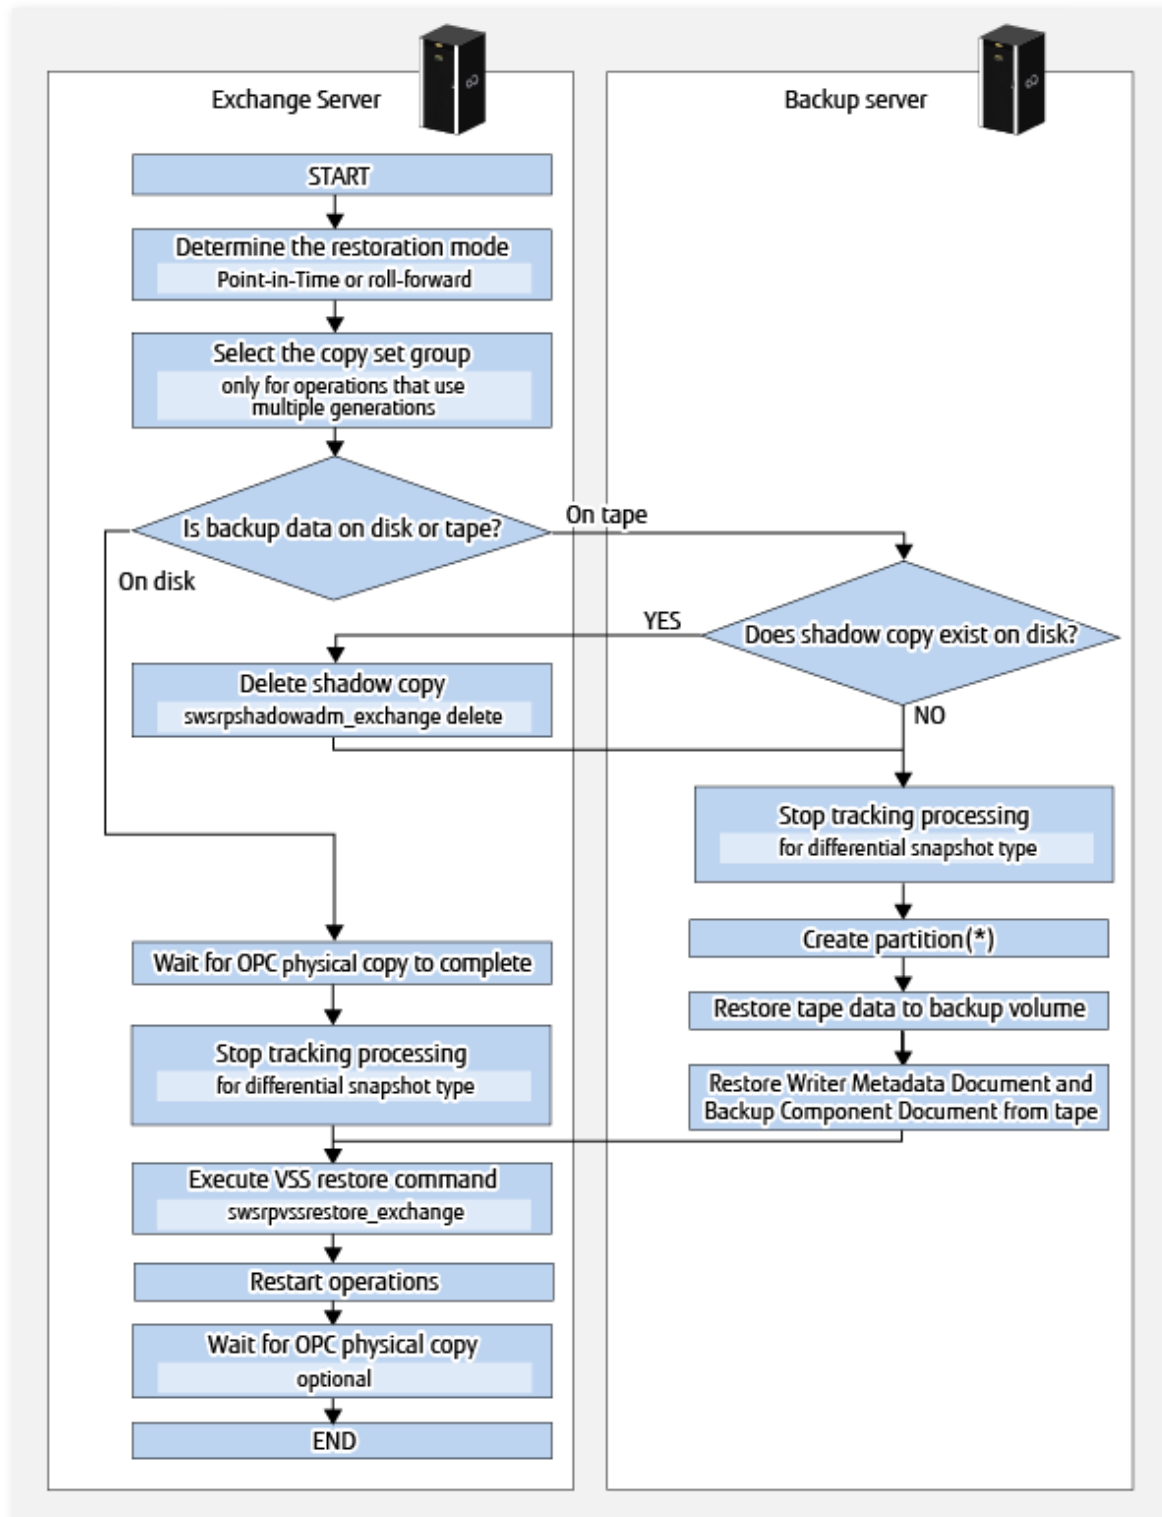 Exchange Server
Backup server
START
Determine the restoration mode
Point-in-Time or roll-forward
Select the copy set group
only for operations that use
multiple generations
Is backup data on disk or tape?
On tape
On disk
Does shadow copy exist on disk?
YES
NO
Delete shadow copy
swsrpshadowadm_exchange delete
Stop tracking processing
for differential snapshot type
Create partition(*)
Restore tape data to backup volume
Restore Writer Metadata Document and
Backup Component Document from tape
Wait for OPC physical copy to complete
Stop tracking processing
for differential snapshot type
Execute VSS restore command
swsrpvssrestore_exchange
Restart operations
Wait for OPC physical copy
optional
END